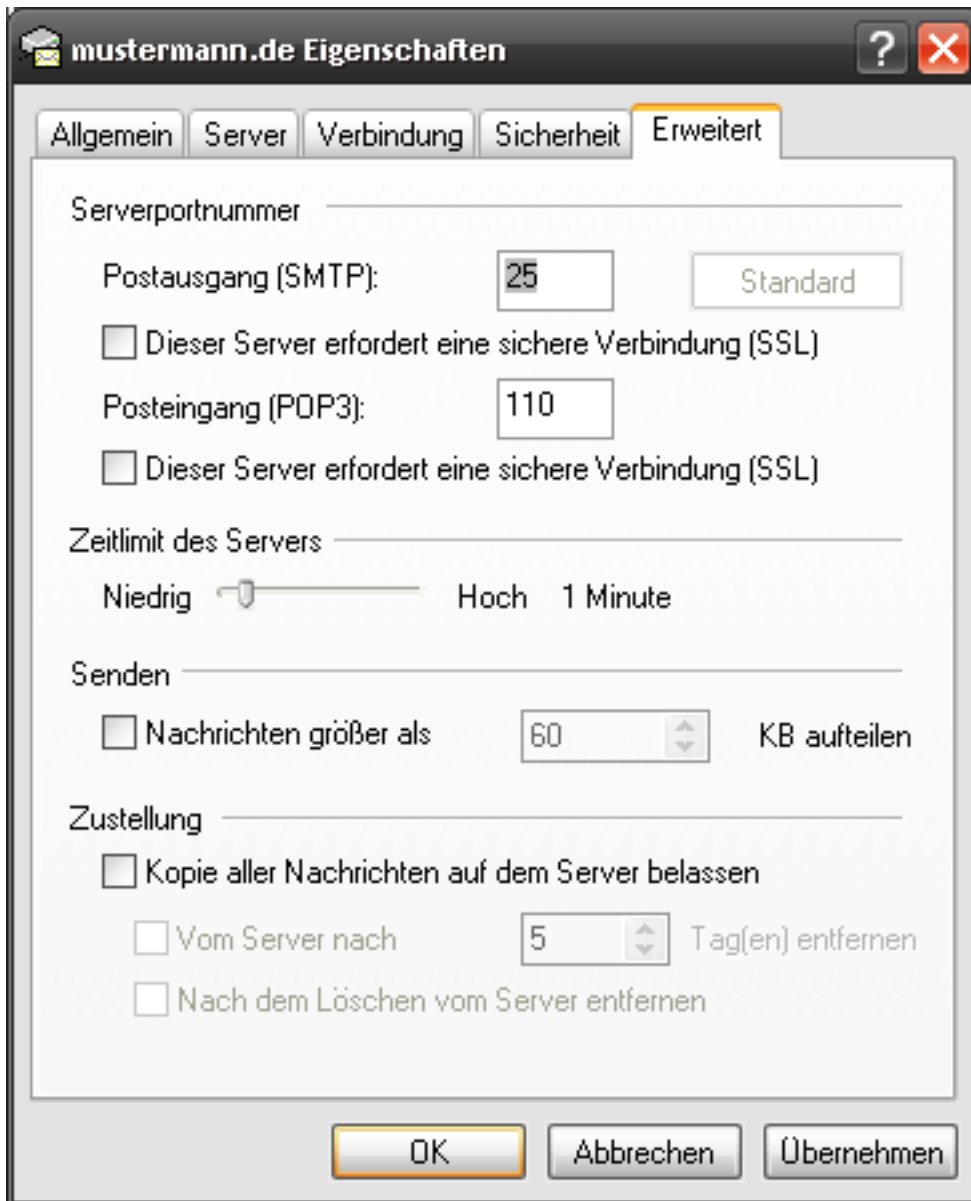 mustermann.de Eigenschaften ?
Allgemein Server Verbindung Sicherheit Erweitert
Serverportnummer
Postausgang (SMTP): 25 Standard
Dieser Server erfordert eine sichere Verbindung (SSL)
Posteingang (POP3): 110
Dieser Server erfordert eine sichere Verbindung (SSL)
Zeitlimit des Servers
Niedrig Hoch 1 Minute
Senden
Nachrichten größer als 60 KB aufteilen
Zustellung
Kopie aller Nachrichten auf dem Server belassen
Vom Server nach 5 Tag(en) entfernen
Nach dem Löschen vom Server entfernen
OK Abbrechen Übernehmen